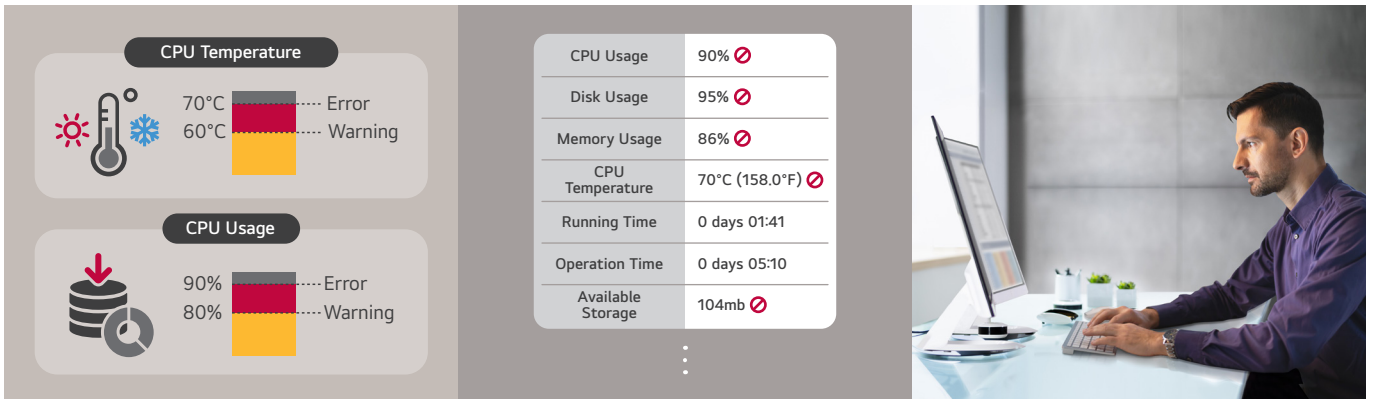 CPU Temperature
70°C Error
60°C Warning
CPU Usage
90% Error
80% Warning
CPU Usage 90%
Disk Usage 95%
Memory Usage 86%
CPU
Temperature 70°C (158.0°F)
Running Time 0 days 01:41
Operation Time 0 days 05:10
Available
Storage 104mb